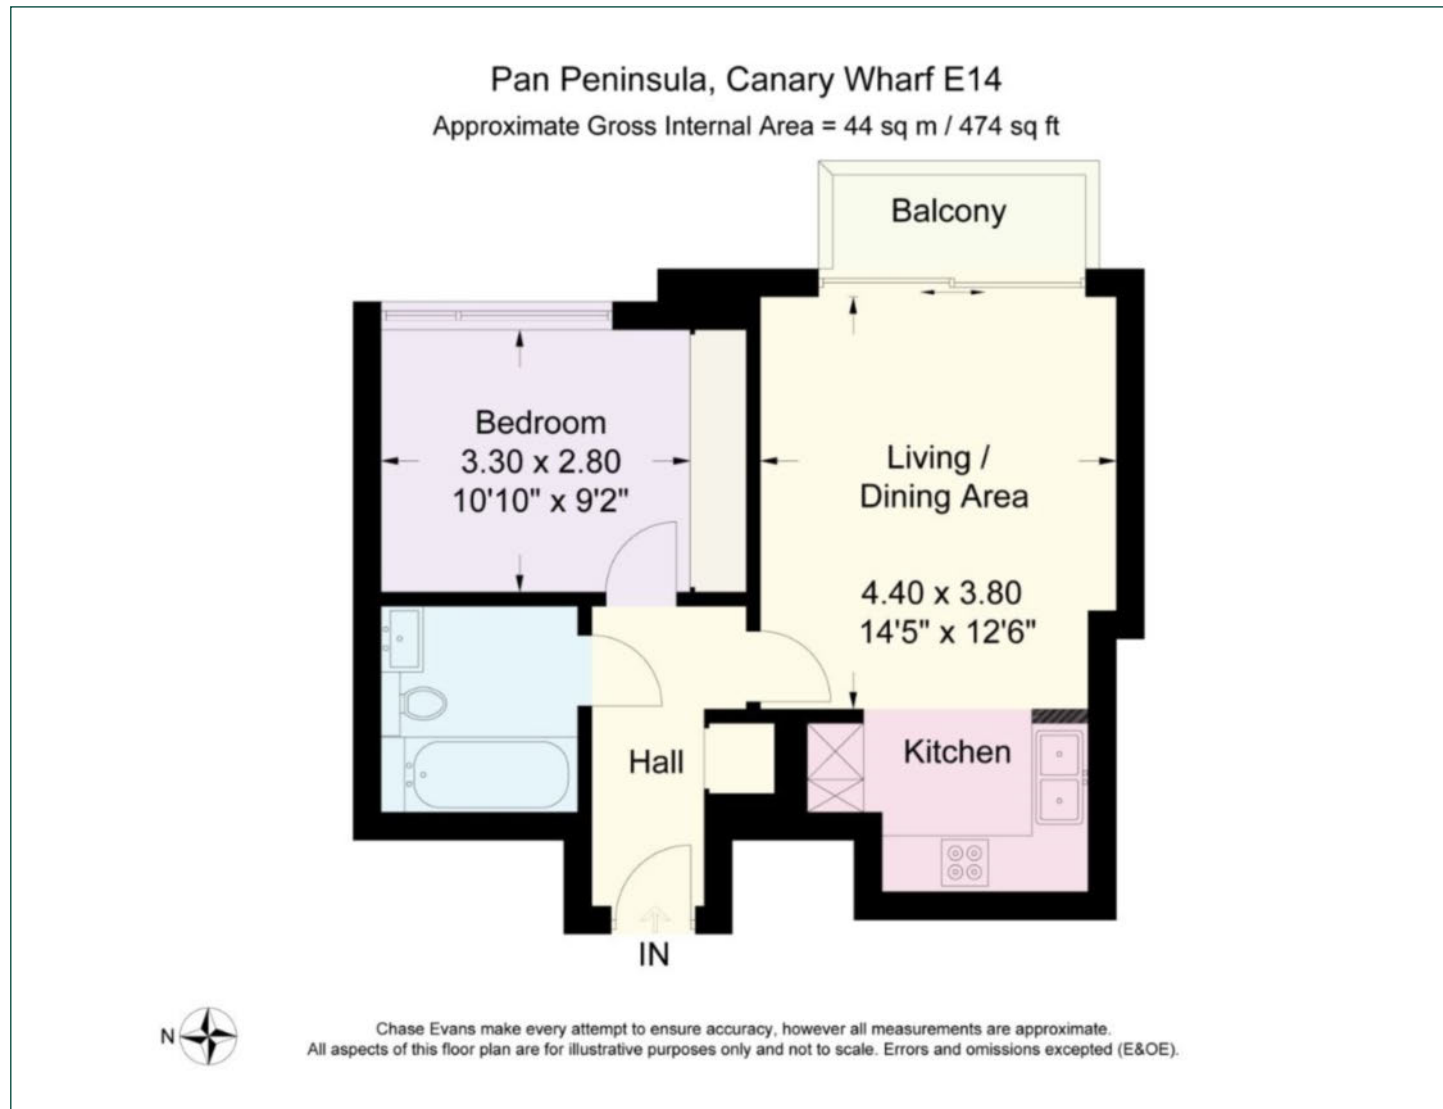 Pan Peninsula, Canary Wharf E14
Approximate Gross Internal Area = 44 sq m / 474 sq ft
Balcony
Bedroom
3.30 x 2.80
10'10" x 9'2"
Living /
Dining Area
4.40 x 3.80
14'5" x 12'6"
Hall
Kitchen
IN
N
Chase Evans make every attempt to ensure accuracy, however all measurements are approximate.
All aspects of this floor plan are for illustrative purposes only and not to scale. Errors and omissions excepted (E&OE).